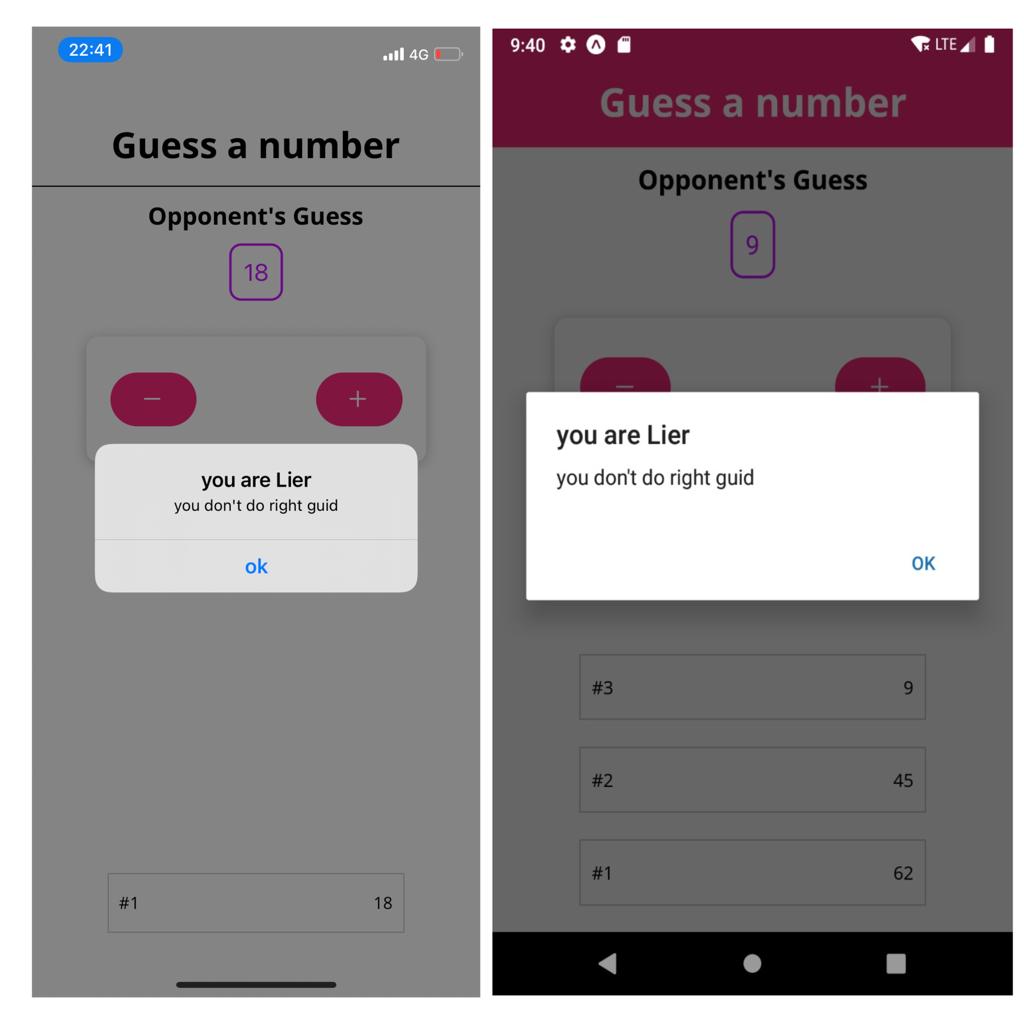 22:41
4G
Guess a number
Opponent's Guess
18
−
+
you are Lier
you don't do right guid
ok
#1 18
9:40
LTE
Guess a number
Opponent's Guess
9
−
+
you are Lier
you don't do right guid
OK
#3 9
#2 45
#1 62